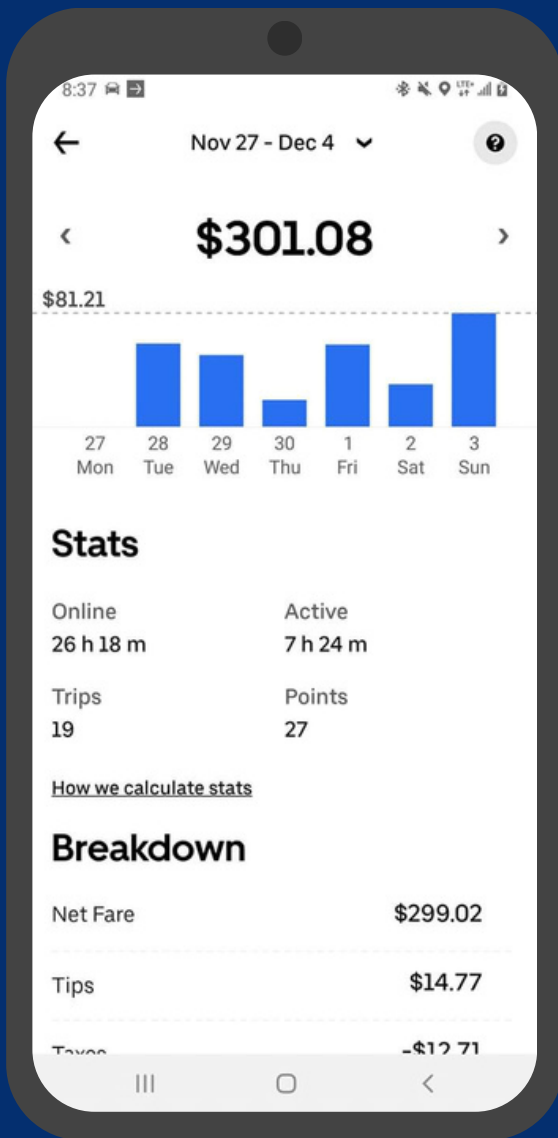 8:37
LTE+
Nov 27 - Dec 4
$301.08
$81.21
27 28 29 30 1 2 3
Mon Tue Wed Thu Fri Sat Sun
Stats
Online Active
26 h 18 m 7 h 24 m
Trips Points
19 27
How we calculate stats
Breakdown
Net Fare $299.02
Tips $14.77
Taxes -$12.71